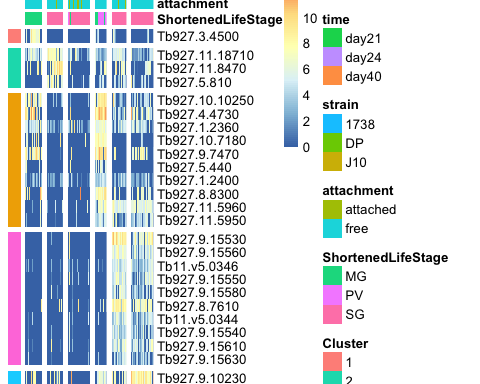 attachment
ShortenedLifeStage
Tb927.3.4500
Tb927.11.18710
Tb927.11.8470
Tb927.5.810
Tb927.10.10250
Tb927.4.4730
Tb927.1.2360
Tb927.10.7180
Tb927.9.7470
Tb927.5.440
Tb927.1.2400
Tb927.8.8300
Tb927.11.5960
Tb927.11.5950
Tb927.9.15530
Tb927.9.15560
Tb11.v5.0346
Tb927.9.15550
Tb927.9.15580
Tb927.8.7610
Tb11.v5.0344
Tb927.9.15540
Tb927.9.15610
Tb927.9.15630
Tb927.9.10230
10
8
6
4
2
0
time
day21
day24
day40
strain
1738
DP
J10
attachment
attached
free
ShortenedLifeStage
MG
PV
SG
Cluster
1
2